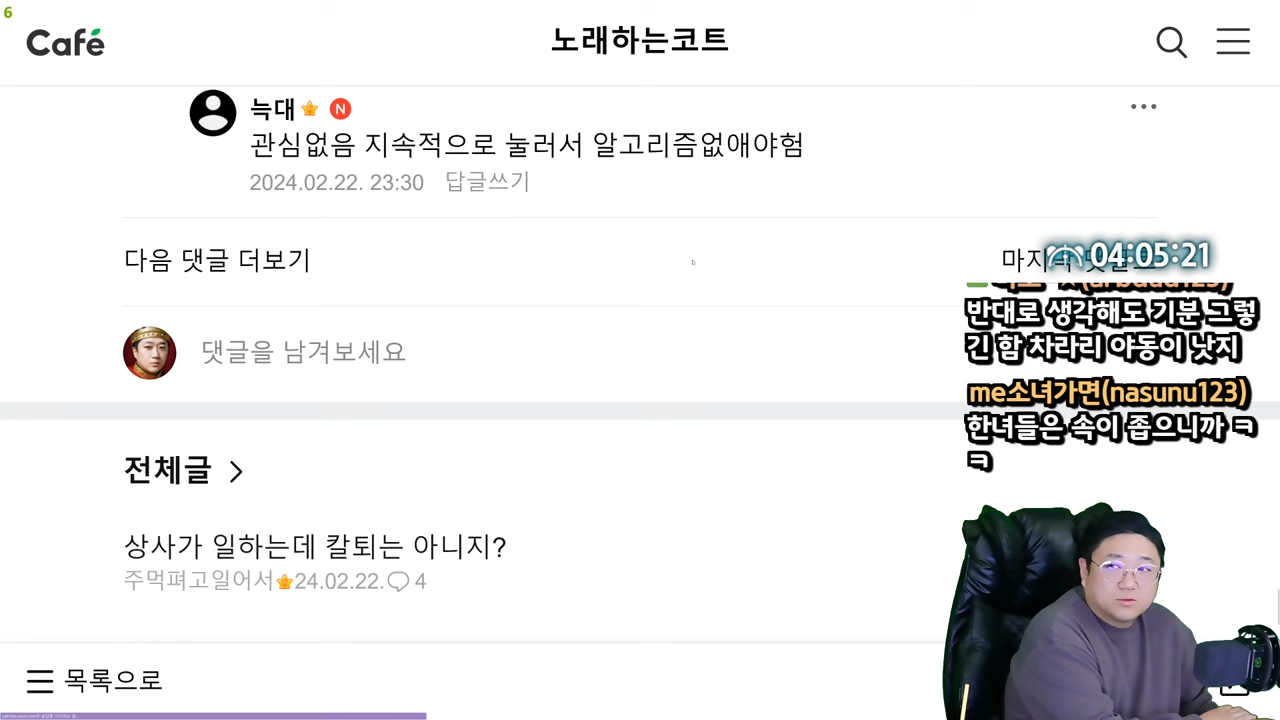 6
Café
노래하는코트
늑대
N
관심없음 지속적으로 눌러서 알고리즘없애야험
2024.02.22. 23:30 답글쓰기
다음 댓글 더보기
04:05:21
반대로 생각해도 기분 그렇
긴 함 차라리 야동이 낫지
me소녀가면(nasunu123)
한녀들은 속이 좁으니까 ㅋ
ㅋ
댓글을 남겨보세요
전체글
상사가 일하는데 칼퇴는 아니지?
주먹펴고일어서 24.02.22. 4
목록으로